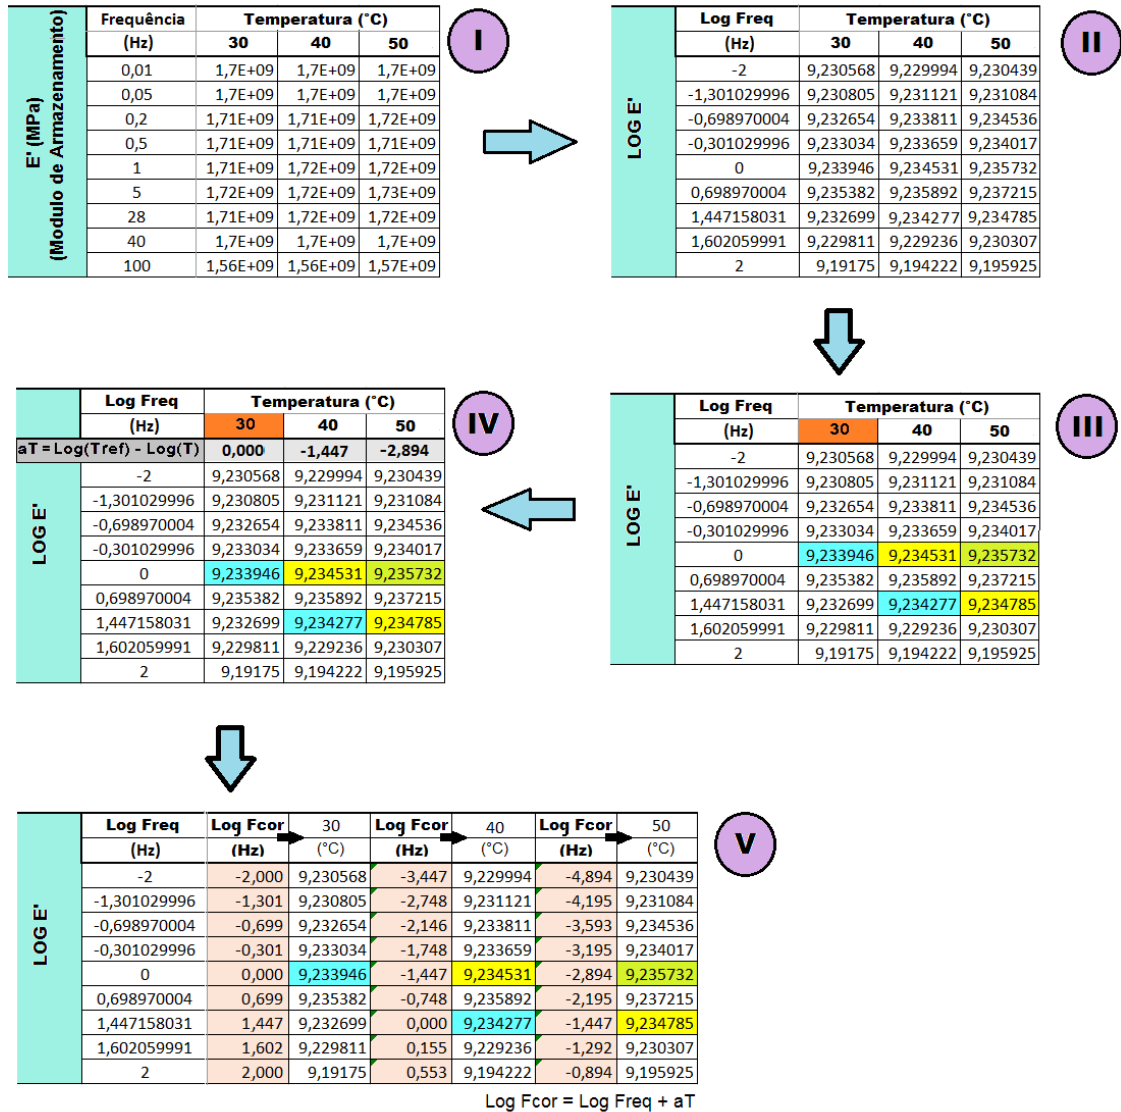 Frequência Temperatura (°C)
(Hz) 30 40 50
E' (MPa)
(Modulo de Armazenamento)
0,01 1,7E+09 1,7E+09 1,7E+09
0,05 1,7E+09 1,7E+09 1,7E+09
0,2 1,71E+09 1,71E+09 1,72E+09
0,5 1,71E+09 1,71E+09 1,71E+09
1 1,71E+09 1,72E+09 1,72E+09
5 1,72E+09 1,72E+09 1,73E+09
28 1,71E+09 1,72E+09 1,72E+09
40 1,7E+09 1,7E+09 1,7E+09
100 1,56E+09 1,56E+09 1,57E+09
I
Log Freq Temperatura (°C)
(Hz) 30 40 50
LOG E'
-2 9,230568 9,229994 9,230439
-1,301029996 9,230805 9,231121 9,231084
-0,698970004 9,232654 9,233811 9,234536
-0,301029996 9,233034 9,233659 9,234017
0 9,233946 9,234531 9,235732
0,698970004 9,235382 9,235892 9,237215
1,447158031 9,232699 9,234277 9,234785
1,602059991 9,229811 9,229236 9,230307
2 9,19175 9,194222 9,195925
II
Log Freq Temperatura (°C)
(Hz) 30 40 50
LOG E'
-2 9,230568 9,229994 9,230439
-1,301029996 9,230805 9,231121 9,231084
-0,698970004 9,232654 9,233811 9,234536
-0,301029996 9,233034 9,233659 9,234017
0 9,233946 9,234531 9,235732
0,698970004 9,235382 9,235892 9,237215
1,447158031 9,232699 9,234277 9,234785
1,602059991 9,229811 9,229236 9,230307
2 9,19175 9,194222 9,195925
III
Log Freq Temperatura (°C)
(Hz) 30 40 50
aT = Log(Tref) - Log(T) 0,000 -1,447 -2,894
LOG E'
-2 9,230568 9,229994 9,230439
-1,301029996 9,230805 9,231121 9,231084
-0,698970004 9,232654 9,233811 9,234536
-0,301029996 9,233034 9,233659 9,234017
0 9,233946 9,234531 9,235732
0,698970004 9,235382 9,235892 9,237215
1,447158031 9,232699 9,234277 9,234785
1,602059991 9,229811 9,229236 9,230307
2 9,19175 9,194222 9,195925
IV
Log Freq Log Fcor 30 Log Fcor 40 Log Fcor 50
(Hz) (Hz) (°C) (Hz) (°C) (Hz) (°C)
LOG E'
-2 -2,000 9,230568 -3,447 9,229994 -4,894 9,230439
-1,301029996 -1,301 9,230805 -2,748 9,231121 -4,195 9,231084
-0,698970004 -0,699 9,232654 -2,146 9,233811 -3,593 9,234536
-0,301029996 -0,301 9,233034 -1,748 9,233659 -3,195 9,234017
0 0,000 9,233946 -1,447 9,234531 -2,894 9,235732
0,698970004 0,699 9,235382 -0,748 9,235892 -2,195 9,237215
1,447158031 1,447 9,232699 0,000 9,234277 -1,447 9,234785
1,602059991 1,602 9,229811 0,155 9,229236 -1,292 9,230307
2 2,000 9,19175 0,553 9,194222 -0,894 9,195925
V
Log Fcor = Log Freq + aT